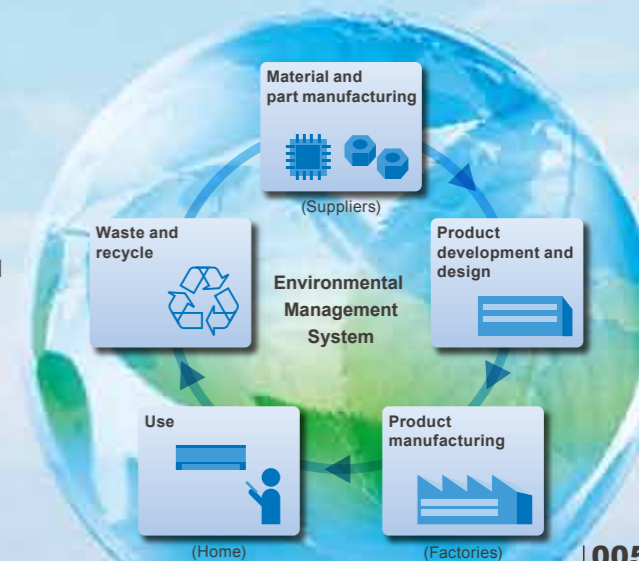 Material and
part manufacturing
(Suppliers)
Product
development and
design
Product
manufacturing
(Factories)
Use
(Home)
Waste and
recycle
Environmental
Management
System
005